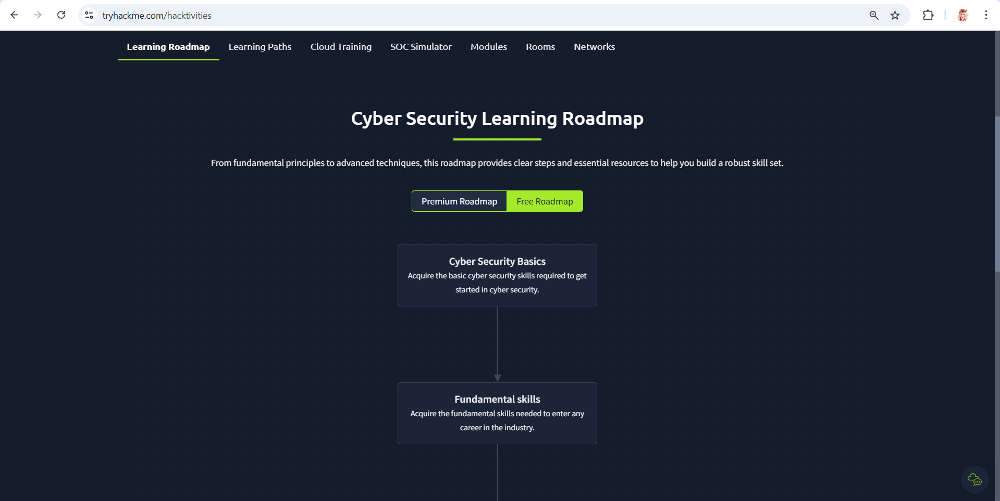 tryhackme.com/hacktivities
Learning Roadmap Learning Paths Cloud Training SOC Simulator Modules Rooms Networks
Cyber Security Learning Roadmap
From fundamental principles to advanced techniques, this roadmap provides clear steps and essential resources to help you build a robust skill set.
Premium Roadmap Free Roadmap
Cyber Security Basics
Acquire the basic cyber security skills required to get
started in cyber security.
Fundamental skills
Acquire the fundamental skills needed to enter any
career in the industry.